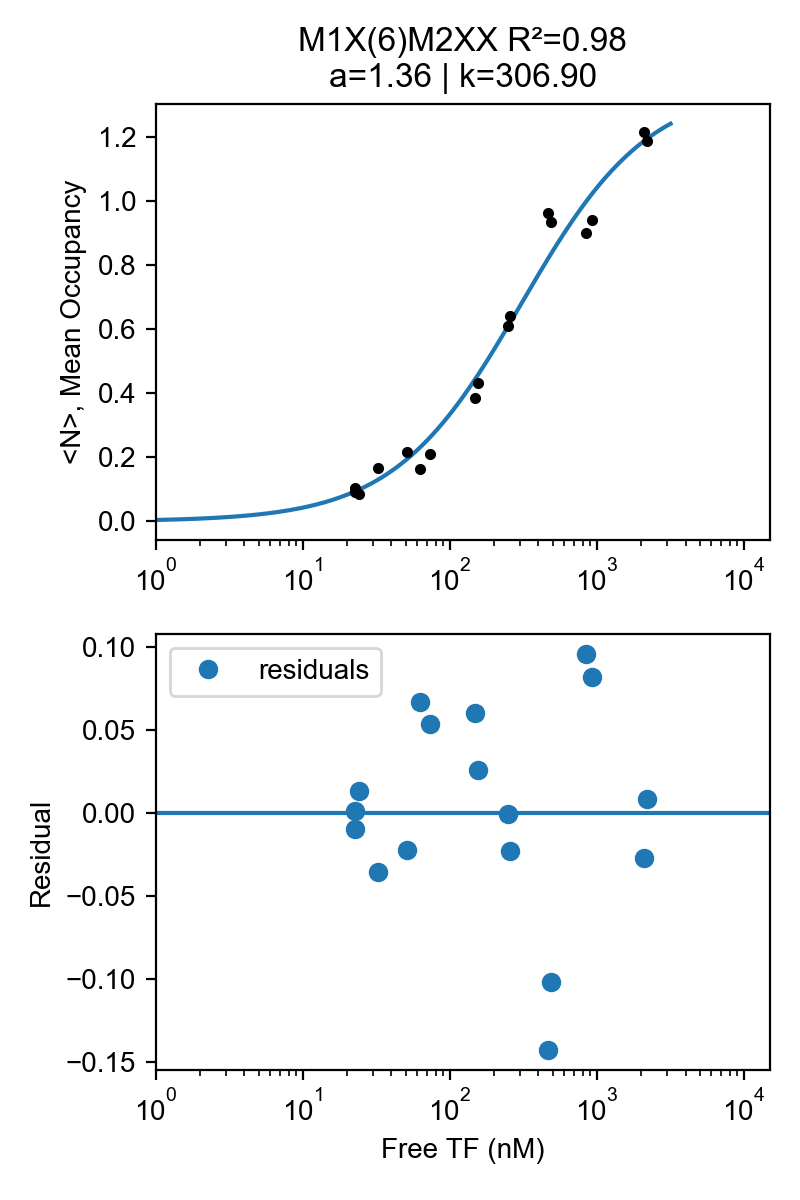 M1X(6)M2XX R²=0.98
a=1.36 | k=306.90
<N>, Mean Occupancy
1.2
1.0
0.8
0.6
0.4
0.2
0.0
10⁰ 10¹ 10² 10³ 10⁴
residuals
Residual
0.10
0.05
0.00
−0.05
−0.10
−0.15
10⁰ 10¹ 10² 10³ 10⁴
Free TF (nM)